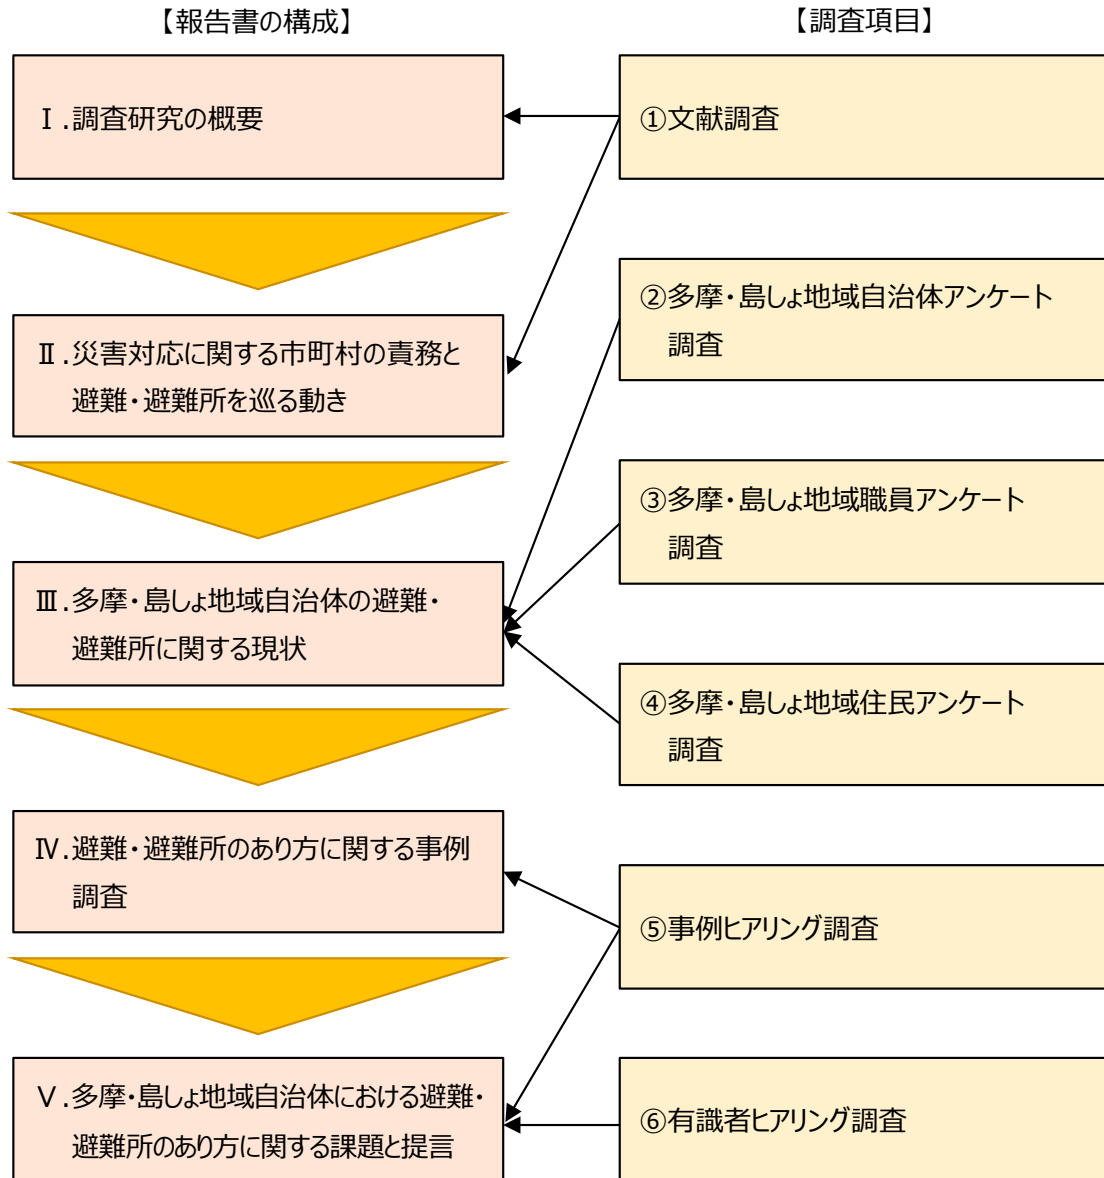 【報告書の構成】
【調査項目】
Ⅰ.調査研究の概要
①文献調査
Ⅱ.災害対応に関する市町村の責務と
避難・避難所を巡る動き
②多摩・島しょ地域自治体アンケート
調査
③多摩・島しょ地域職員アンケート
調査
Ⅲ.多摩・島しょ地域自治体の避難・
避難所に関する現状
④多摩・島しょ地域住民アンケート
調査
Ⅳ.避難・避難所のあり方に関する事例
調査
⑤事例ヒアリング調査
Ⅴ.多摩・島しょ地域自治体における避難・
避難所のあり方に関する課題と提言
⑥有識者ヒアリング調査